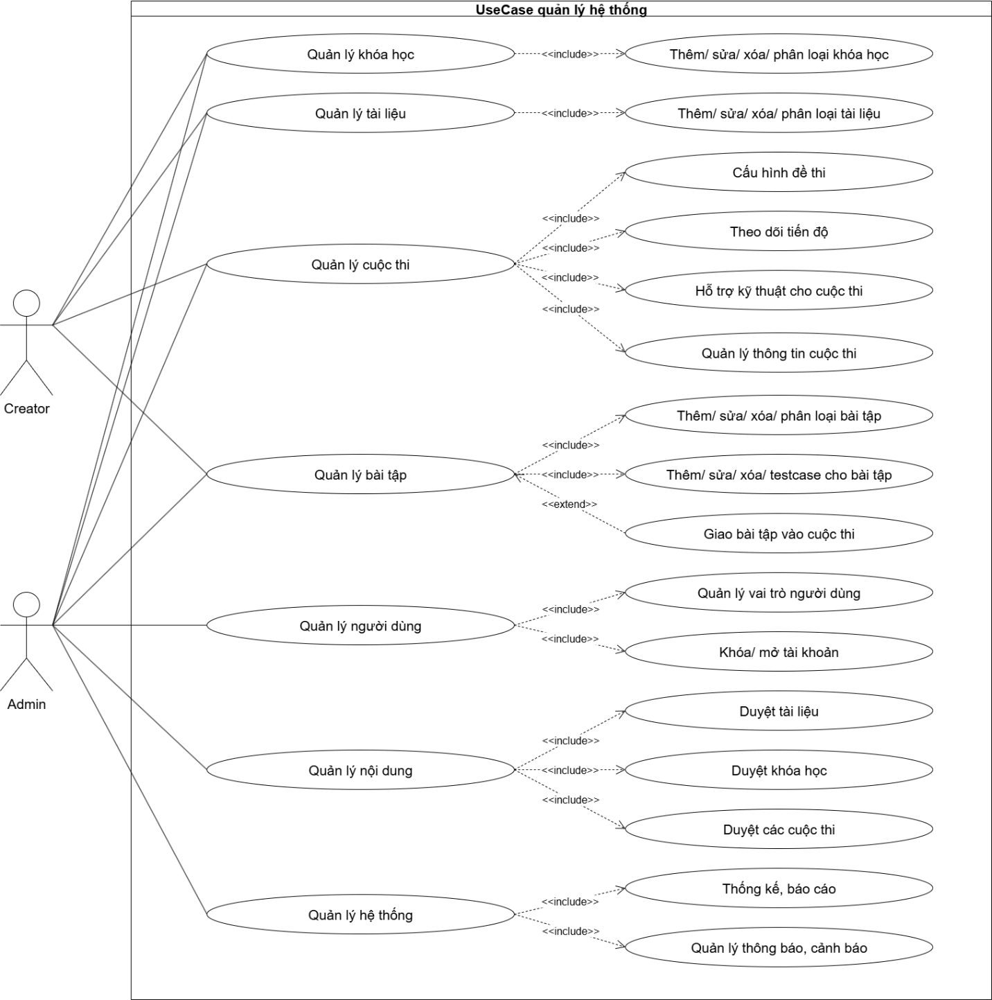 UseCase quản lý hệ thống
Quản lý khóa học
<<include>>
Thêm/ sửa/ xóa/ phân loại khóa học
Quản lý tài liệu
<<include>>
Thêm/ sửa/ xóa/ phân loại tài liệu
Cấu hình đề thi
<<include>>
Theo dõi tiến độ
<<include>>
Quản lý cuộc thi
<<include>>
Hỗ trợ kỹ thuật cho cuộc thi
<<include>>
Quản lý thông tin cuộc thi
Creator
Thêm/ sửa/ xóa/ phân loại bài tập
<<include>>
Quản lý bài tập
<<include>>
Thêm/ sửa/ xóa/ testcase cho bài tập
<<extend>>
Giao bài tập vào cuộc thi
Quản lý vai trò người dùng
<<include>>
Quản lý người dùng
<<include>>
Khóa/ mở tài khoản
Admin
Duyệt tài liệu
<<include>>
Quản lý nội dung
<<include>>
Duyệt khóa học
<<include>>
Duyệt các cuộc thi
Thống kế, báo cáo
<<include>>
Quản lý hệ thống
<<include>>
Quản lý thông báo, cảnh báo